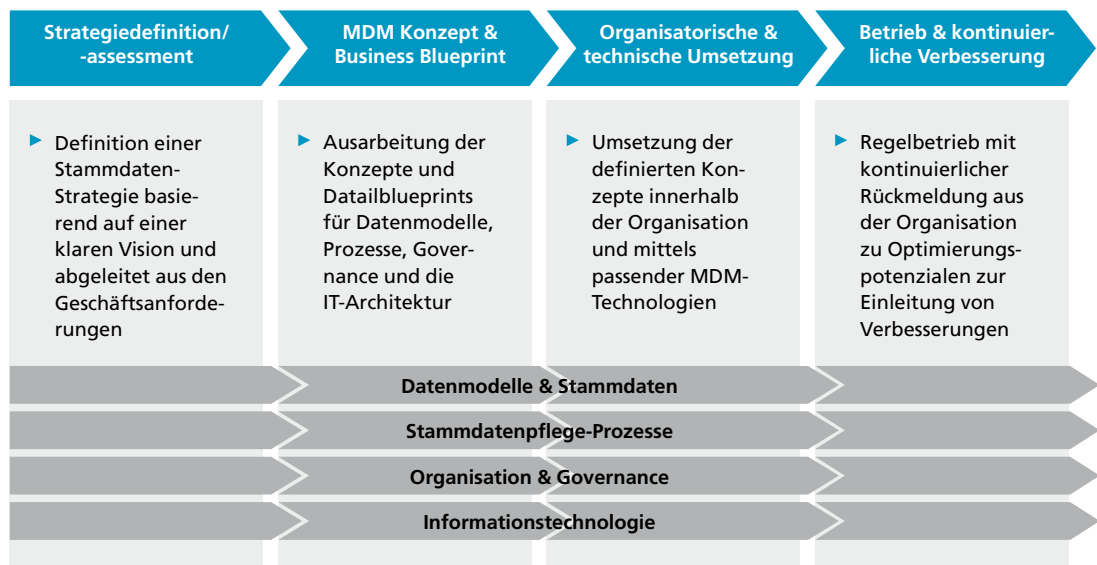 Strategiedefinition/
-assessment
MDM Konzept &
Business Blueprint
Organisatorische &
technische Umsetzung
Betrieb & kontinuier-
liche Verbesserung
Definition einer
Stammdaten-
Strategie basie-
rend auf einer
klaren Vision und
abgeleitet aus den
Geschäftsanforde-
rungen
Ausarbeitung der
Konzepte und
Datailblueprints
für Datenmodelle,
Prozesse, Gover-
nance und die
IT-Architektur
Umsetzung der
definierten Kon-
zepte innerhalb
der Organisation
und mittels
passender MDM-
Technologien
Regelbetrieb mit
kontinuierlicher
Rückmeldung aus
der Organisation
zu Optimierungs-
potenzialen zur
Einleitung von
Verbesserungen
Datenmodelle & Stammdaten
Stammdatenpflege-Prozesse
Organisation & Governance
Informationstechnologie